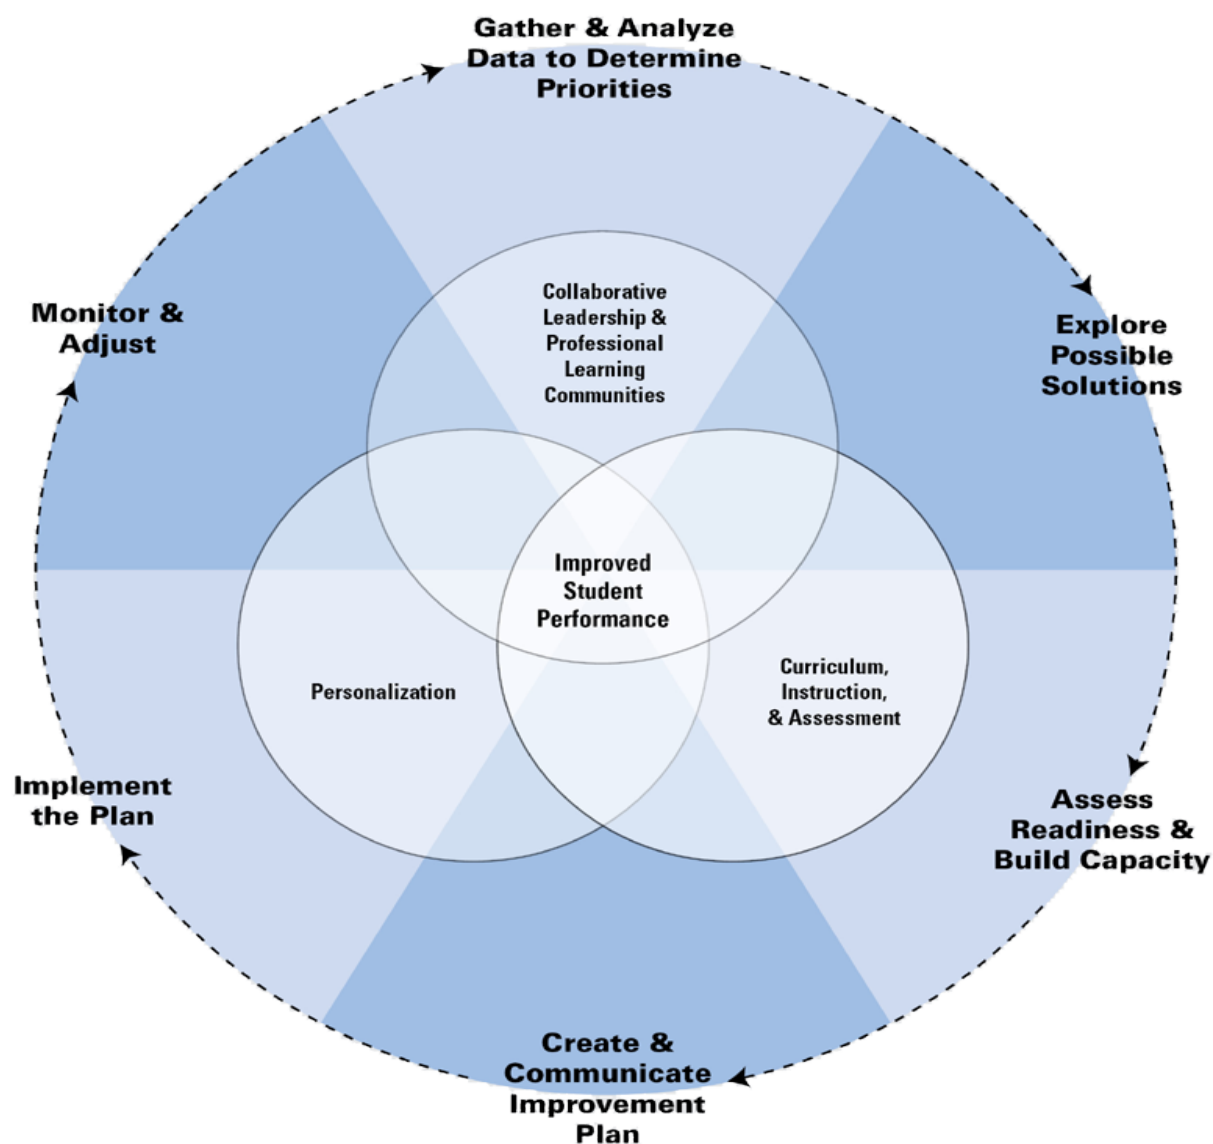 Gather & Analyze
Data to Determine
Priorities
Explore
Possible
Solutions
Assess
Readiness &
Build Capacity
Create &
Communicate
Improvement
Plan
Implement
the Plan
Monitor &
Adjust
Collaborative
Leadership &
Professional
Learning
Communities
Improved
Student
Performance
Personalization
Curriculum,
Instruction,
& Assessment